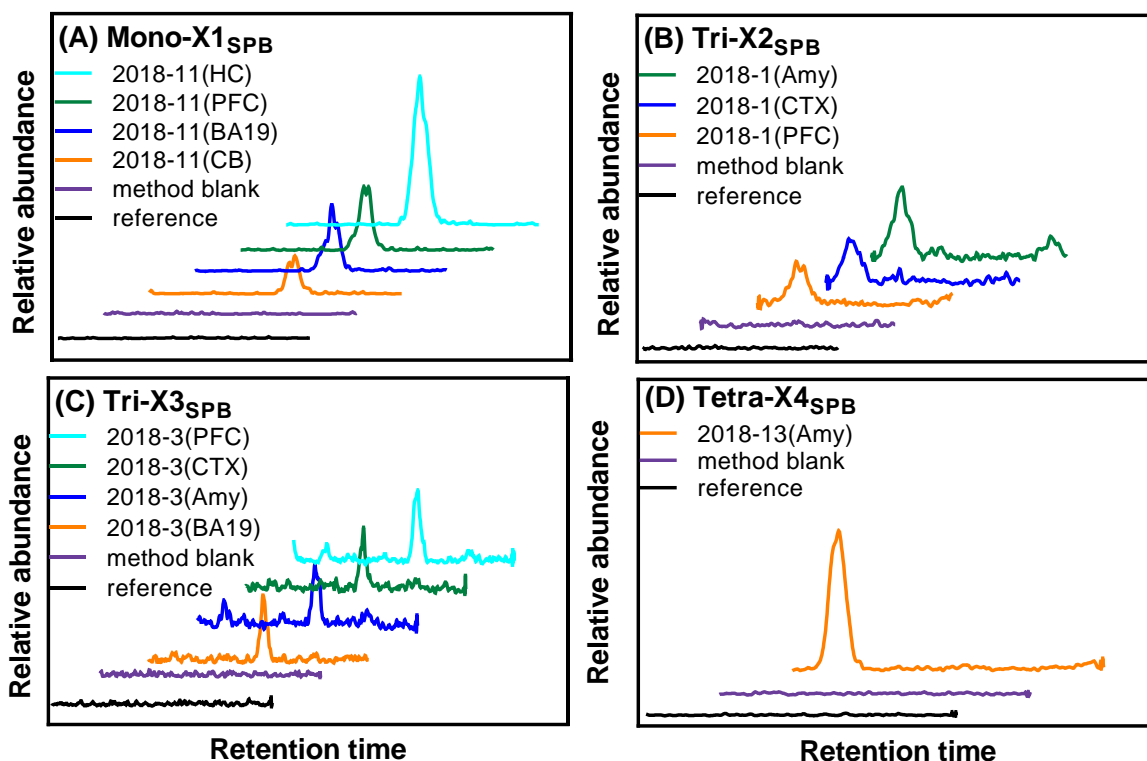 (A) Mono-X1SPB
2018-11(HC)
2018-11(PFC)
2018-11(BA19)
2018-11(CB)
method blank
reference
Relative abundance
(B) Tri-X2SPB
2018-1(Amy)
2018-1(CTX)
2018-1(PFC)
method blank
reference
Relative abundance
(C) Tri-X3SPB
2018-3(PFC)
2018-3(CTX)
2018-3(Amy)
2018-3(BA19)
method blank
reference
Relative abundance
Retention time
(D) Tetra-X4SPB
2018-13(Amy)
method blank
reference
Relative abundance
Retention time